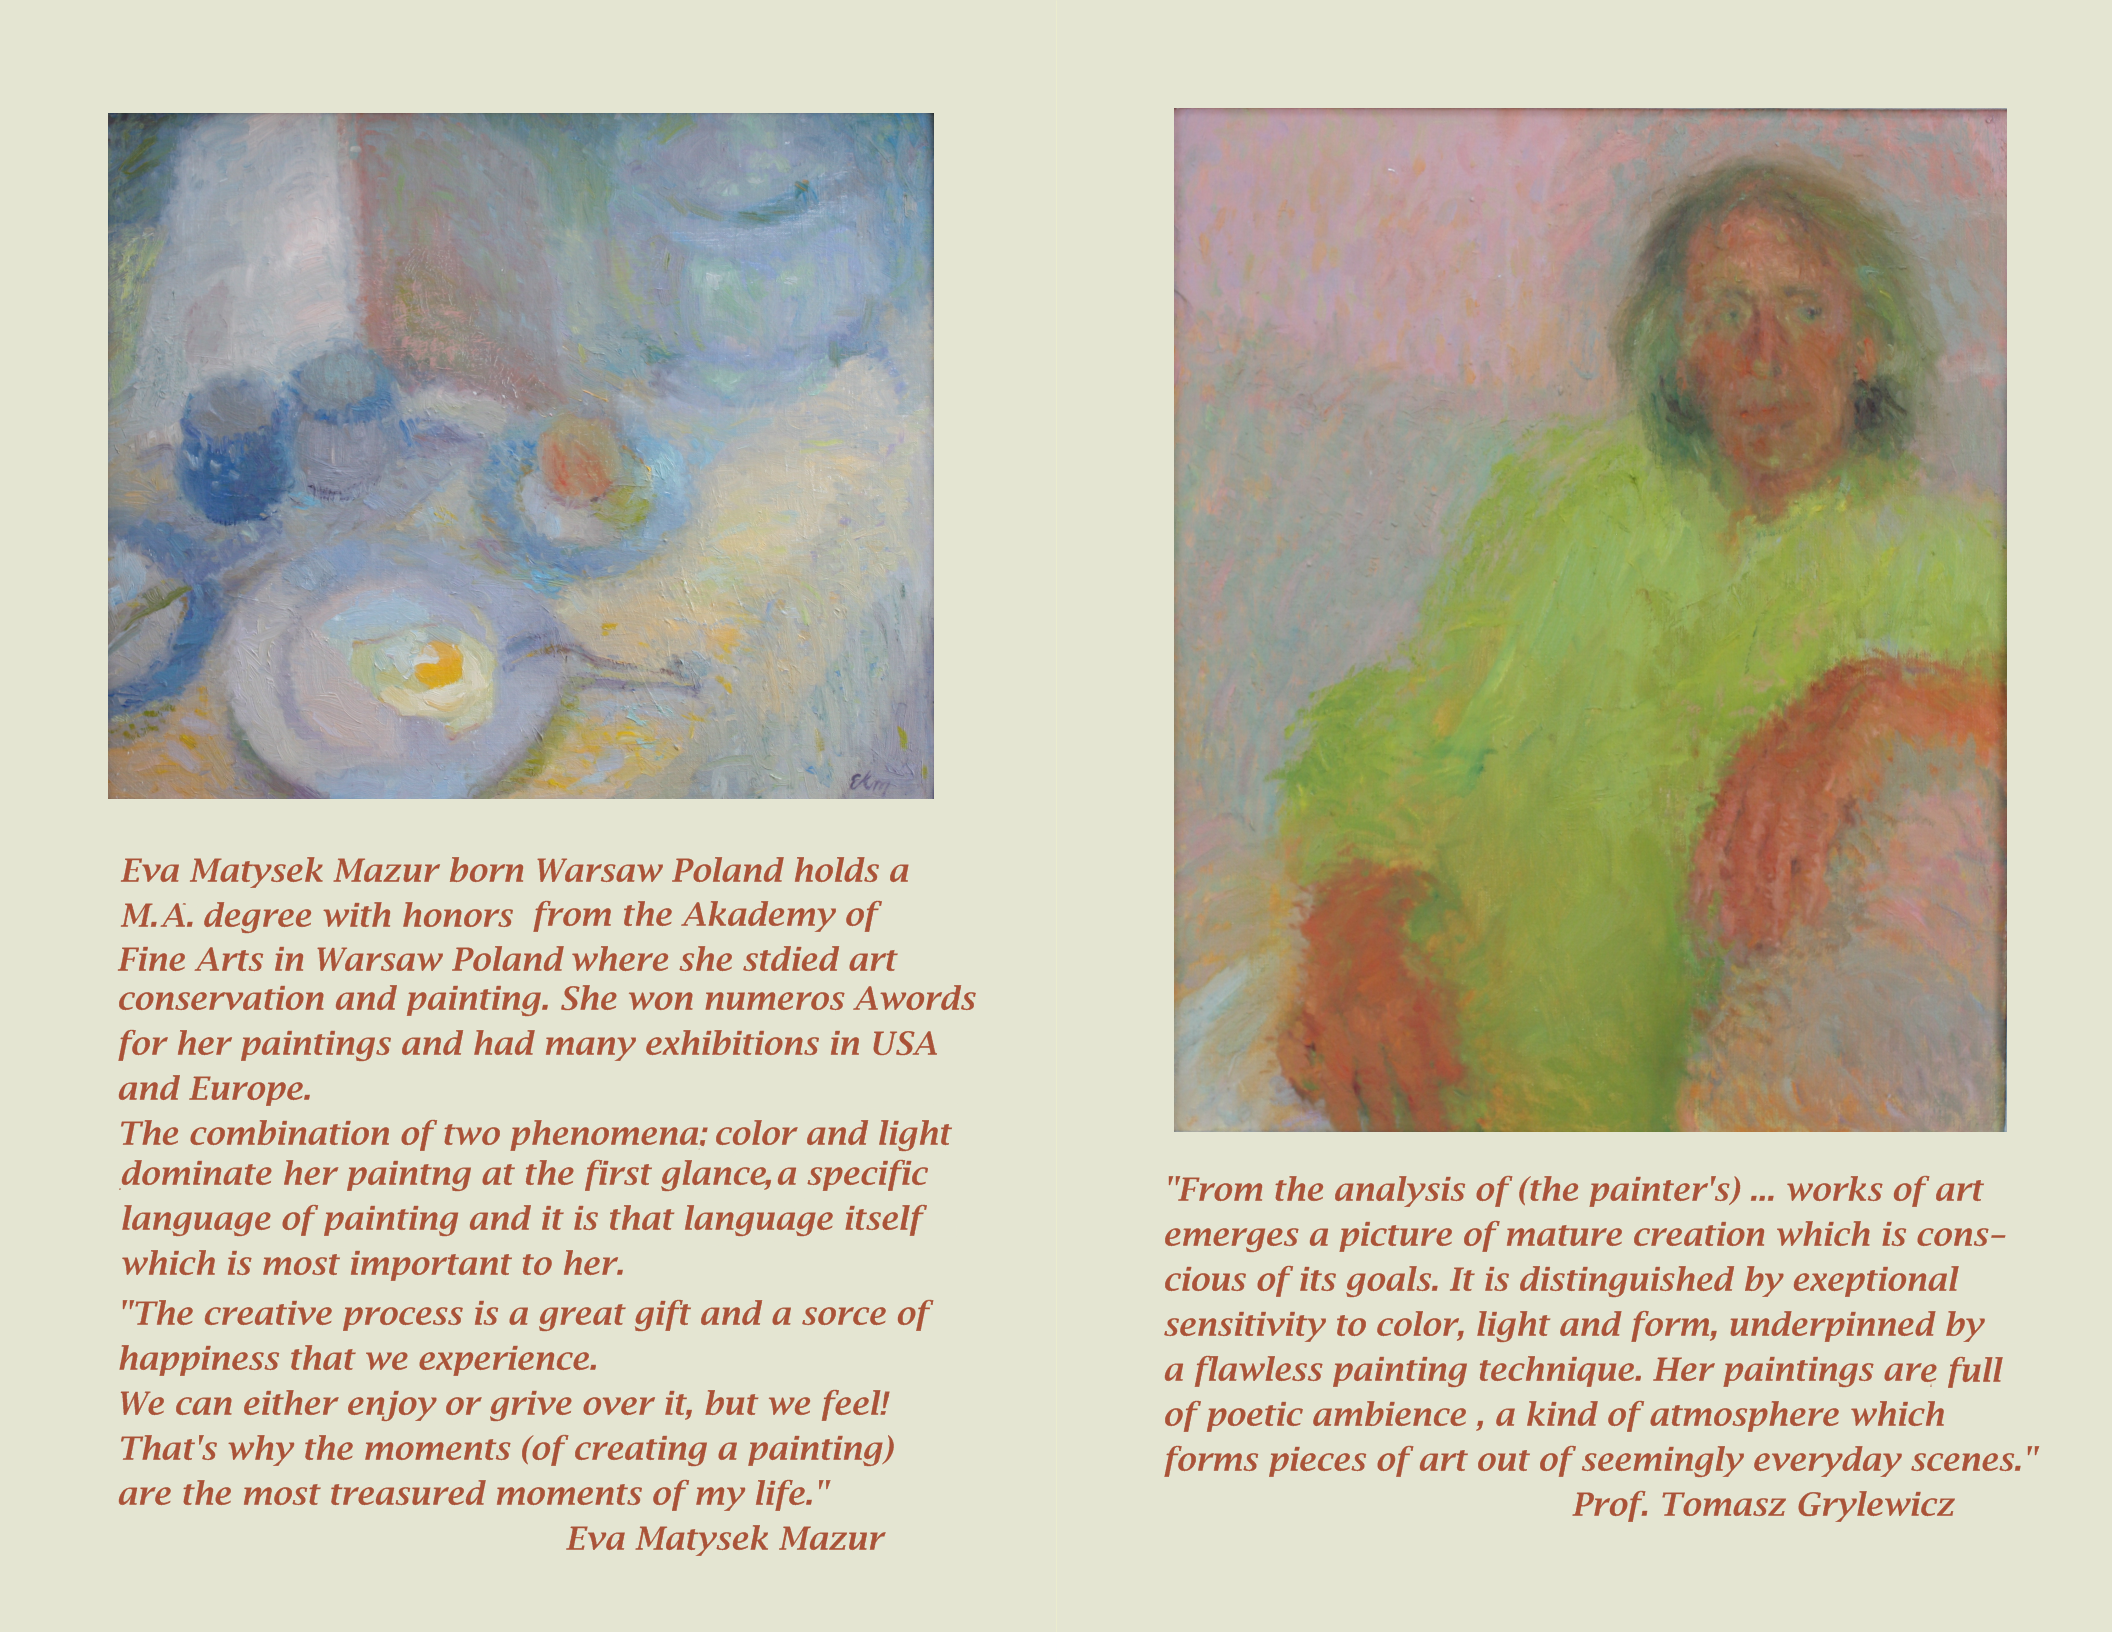 EKm
Eva Matysek Mazur born Warsaw Poland holds a
M.A. degree with honors from the Akademy of
Fine Arts in Warsaw Poland where she stdied art
conservation and painting. She won numeros Awords
for her paintings and had many exhibitions in USA
and Europe.
The combination of two phenomena: color and light
dominate her paintng at the first glance, a specific
language of painting and it is that language itself
which is most important to her.
"The creative process is a great gift and a sorce of
happiness that we experience.
We can either enjoy or grive over it, but we feel!
That's why the moments (of creating a painting)
are the most treasured moments of my life."
Eva Matysek Mazur
"From the analysis of (the painter's) ... works of art
emerges a picture of mature creation which is cons-
cious of its goals. It is distinguished by exeptional
sensitivity to color, light and form, underpinned by
a flawless painting technique. Her paintings are full
of poetic ambience , a kind of atmosphere which
forms pieces of art out of seemingly everyday scenes."
Prof. Tomasz Grylewicz